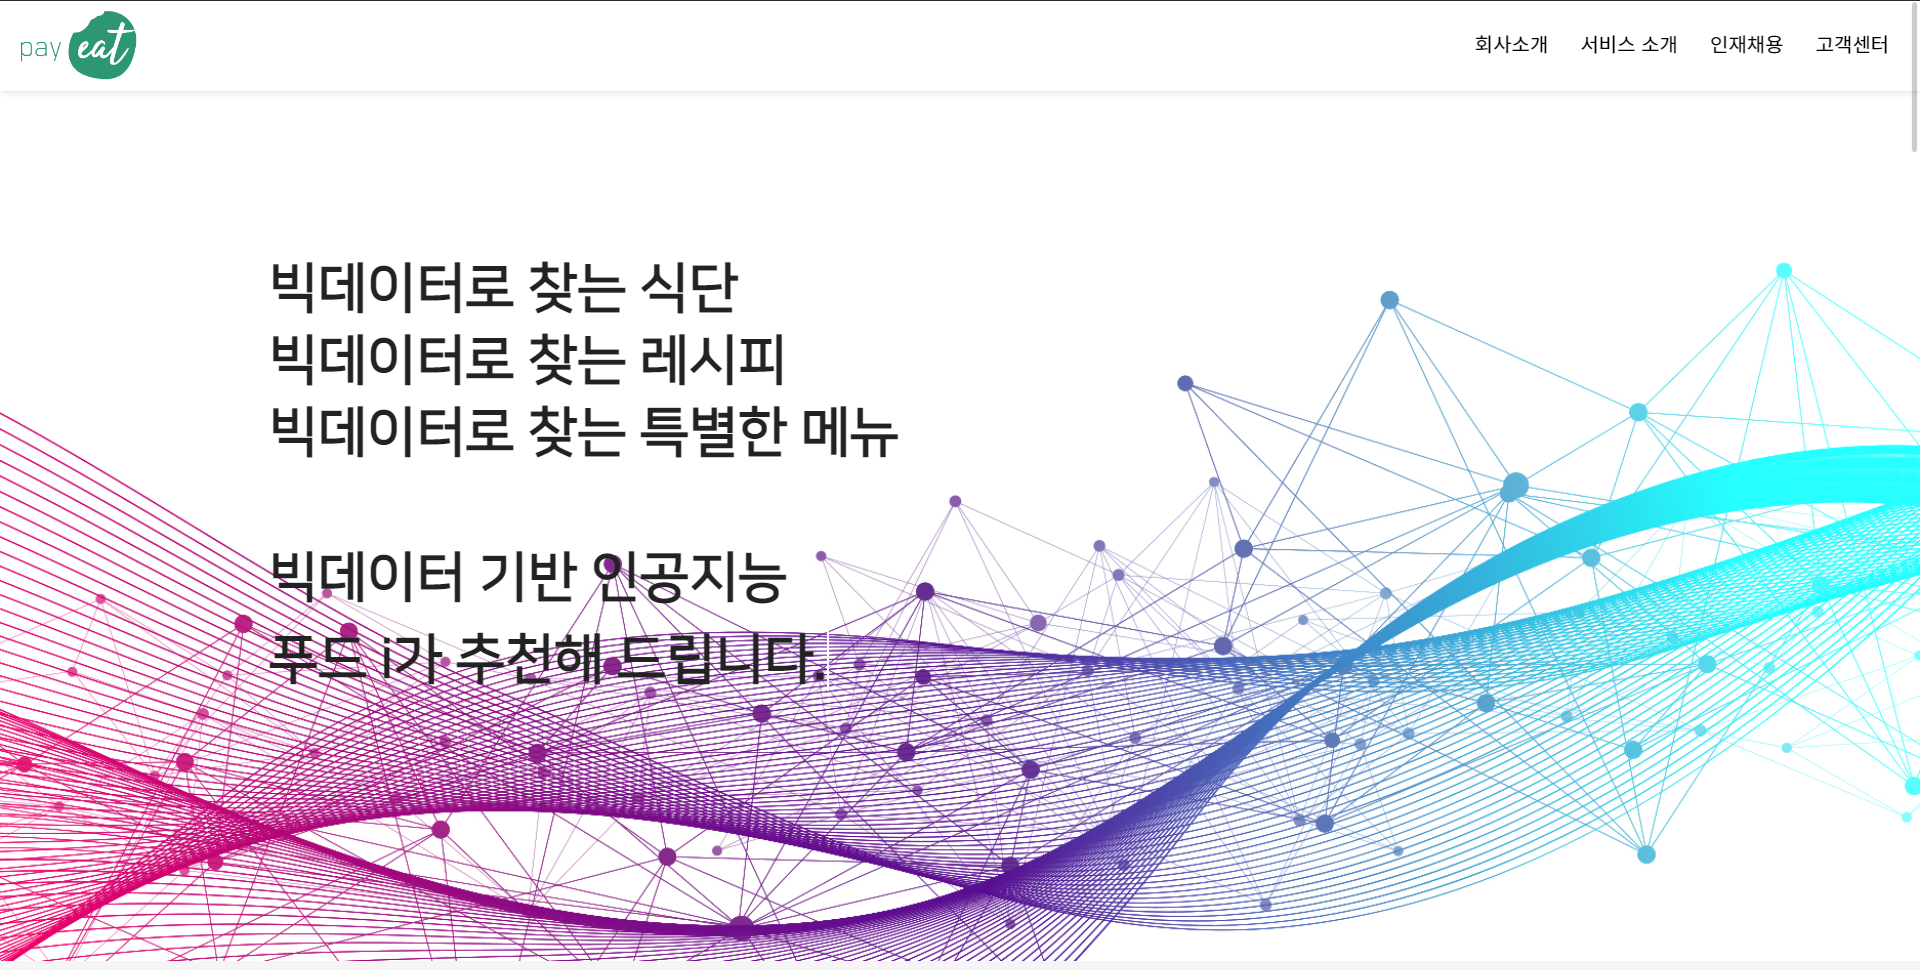 pay eat
회사소개 서비스 소개 인재채용 고객센터
빅데이터로 찾는 식단
빅데이터로 찾는 레시피
빅데이터로 찾는 특별한 메뉴
빅데이터 기반 인공지능
푸드 i가 추천해 드립니다.